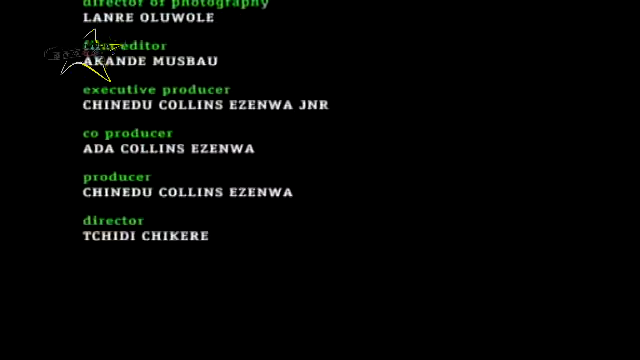 director of photography
LANRE OLUWOLE
editor
AKANDE MUSBAU
executive producer
CHINEDU COLLINS EZENWA JNR
co producer
ADA COLLINS EZENWA
producer
CHINEDU COLLINS EZENWA
director
TCHIDI CHIKERE